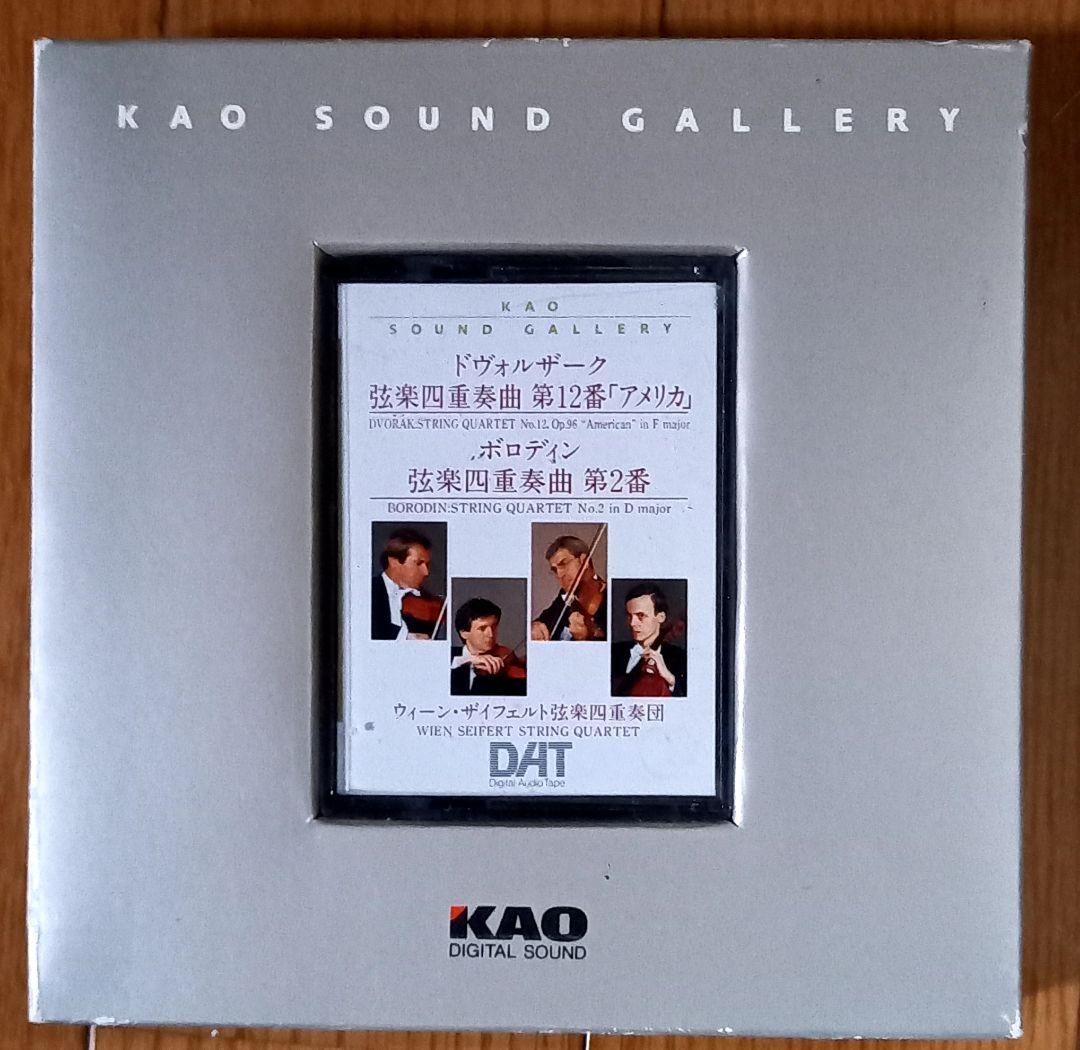 KAO SOUND GALLERY
KAO
SOUND GALLERY
ドヴォルザーク
弦楽四重奏曲 第12番「アメリカ」
DVOŘÁK:STRING QUARTET No.12. Op.96 "American" in F major
ボロディン
弦楽四重奏曲 第2番
BORODIN:STRING QUARTET No.2 in D major
ウィーン・ザイフェルト弦楽四重奏団
WIEN SEIFERT STRING QUARTET
DAT
Digital Audio Tape
KAO
DIGITAL SOUND